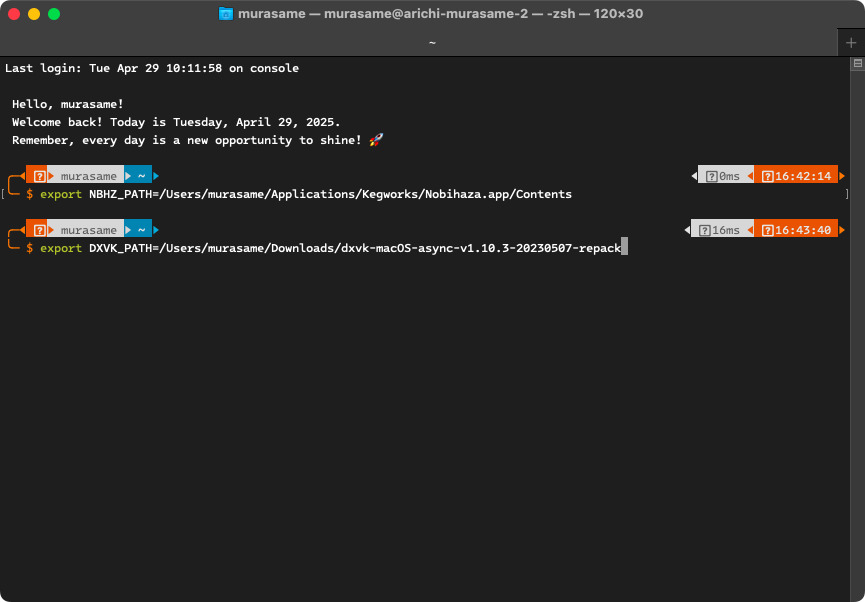 murasame — murasame@arichi-murasame-2 — -zsh — 120×30
~
Last login: Tue Apr 29 10:11:58 on console
Hello, murasame!
Welcome back! Today is Tuesday, April 29, 2025.
Remember, every day is a new opportunity to shine! 🚀
murasame ~ 0ms 16:42:14
[ $ export NBHZ_PATH=/Users/murasame/Applications/Kegworks/Nobihaza.app/Contents ]
murasame ~ 16ms 16:43:40
$ export DXVK_PATH=/Users/murasame/Downloads/dxvk-macOS-async-v1.10.3-20230507-repack